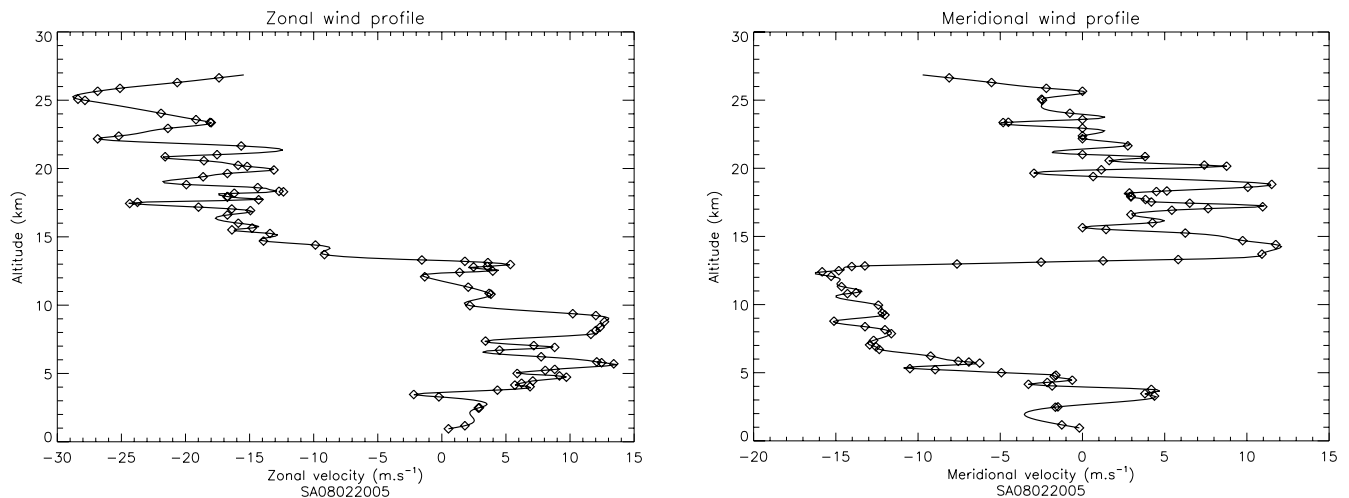 Zonal wind profile
30
25
20
15
10
5
0
Altitude (km)
-30 -25 -20 -15 -10 -5 0 5 10 15
Zonal velocity (m.s⁻¹)
SA08022005
Meridional wind profile
30
25
20
15
10
5
0
Altitude (km)
-20 -15 -10 -5 0 5 10 15
Meridional velocity (m.s⁻¹)
SA08022005